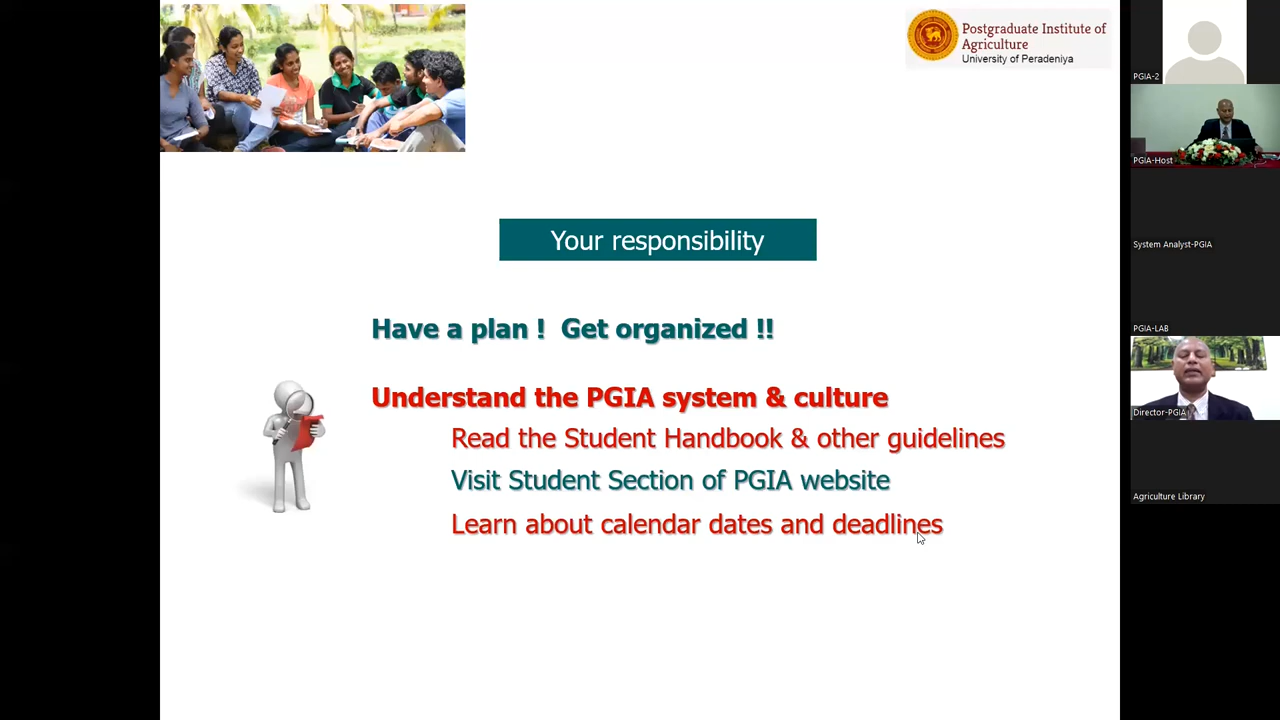 Postgraduate Institute of
Agriculture
University of Peradeniya
Your responsibility
Have a plan ! Get organized !!
Understand the PGIA system & culture
Read the Student Handbook & other guidelines
Visit Student Section of PGIA website
Learn about calendar dates and deadlines
PGIA-2
PGIA-Host
System Analyst-PGIA
PGIA-LAB
Director-PGIA
Agriculture Library